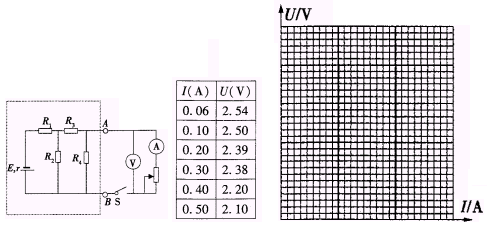 U/V
I(A) U(V)
0.06 2.54
0.10 2.50
0.20 2.39
0.30 2.38
0.40 2.20
0.50 2.10
R₁ R₃ A
R₂ R₄ V A
E,r
B S
I/A